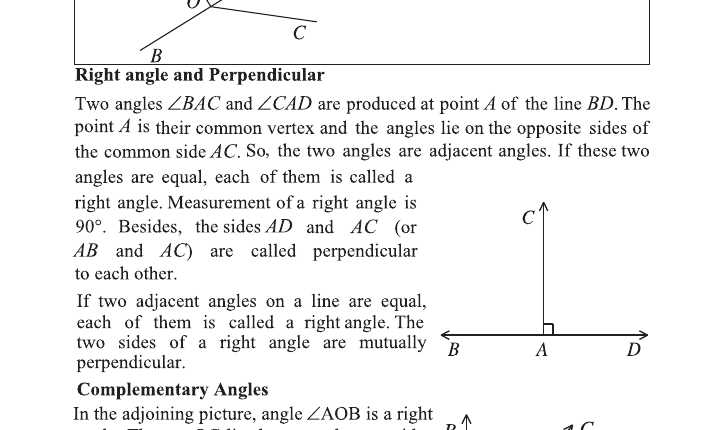 O
C
B
Right angle and Perpendicular
Two angles ∠BAC and ∠CAD are produced at point A of the line BD. The
point A is their common vertex and the angles lie on the opposite sides of
the common side AC. So, the two angles are adjacent angles. If these two
angles are equal, each of them is called a
right angle. Measurement of a right angle is
90°. Besides, the sides AD and AC (or
AB and AC) are called perpendicular
to each other.
C
If two adjacent angles on a line are equal,
each of them is called a right angle. The
two sides of a right angle are mutually
perpendicular.
B A D
Complementary Angles
In the adjoining picture, angle ∠AOB is a right
B C